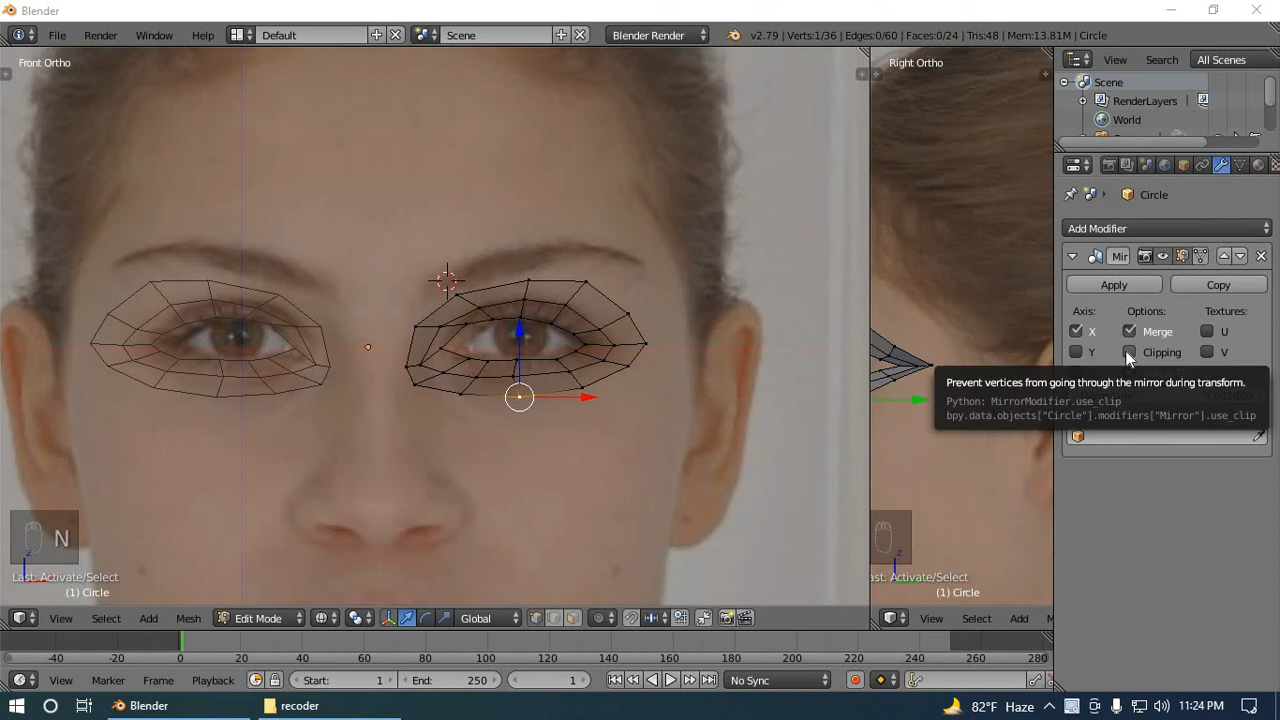 Blender
File Render Window Help Default Scene Blender Render v2.79 | Verts:1/36 | Edges:0/60 | Faces:0/24 | Tris:48 | Mem:13.81M | Circle
Front Ortho
Right Ortho
View Search All Scenes
Scene
RenderLayers
World
Circle
Add Modifier
Mir
Apply Copy
Axis: Options: Textures:
X Merge U
Y Clipping V
Prevent vertices from going through the mirror during transform.
Python: MirrorModifier.use_clip
bpy.data.objects["Circle"].modifiers["Mirror"].use_clip
N
z
Last: Activate/Select
(1) Circle
z
ast: Activate/Select
(1) Circle
View Select Add Mesh Edit Mode Global
View Select Add
-40 -20 0 20 40 60 80 100 120 140 160 180 200 220 240 260 280
View Marker Frame Playback Start: 1 End: 250 1 No Sync
Blender recoder 82°F Haze 11:24 PM